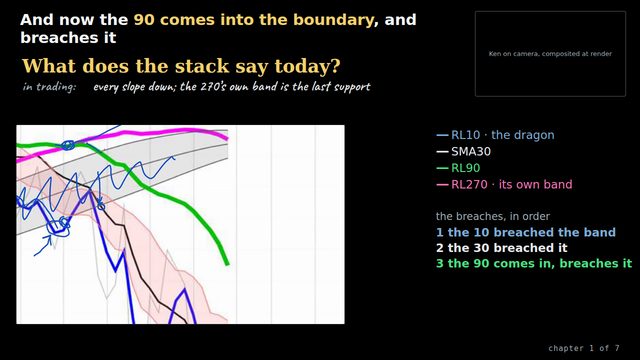 And now the 90 comes into the boundary, and
breaches it
What does the stack say today?
in trading: every slope down; the 270's own band is the last support
Ken on camera, composited at render
RL10 · the dragon
SMA30
RL90
RL270 · its own band
the breaches, in order
1 the 10 breached the band
2 the 30 breached it
3 the 90 comes in, breaches it
chapter 1 of 7